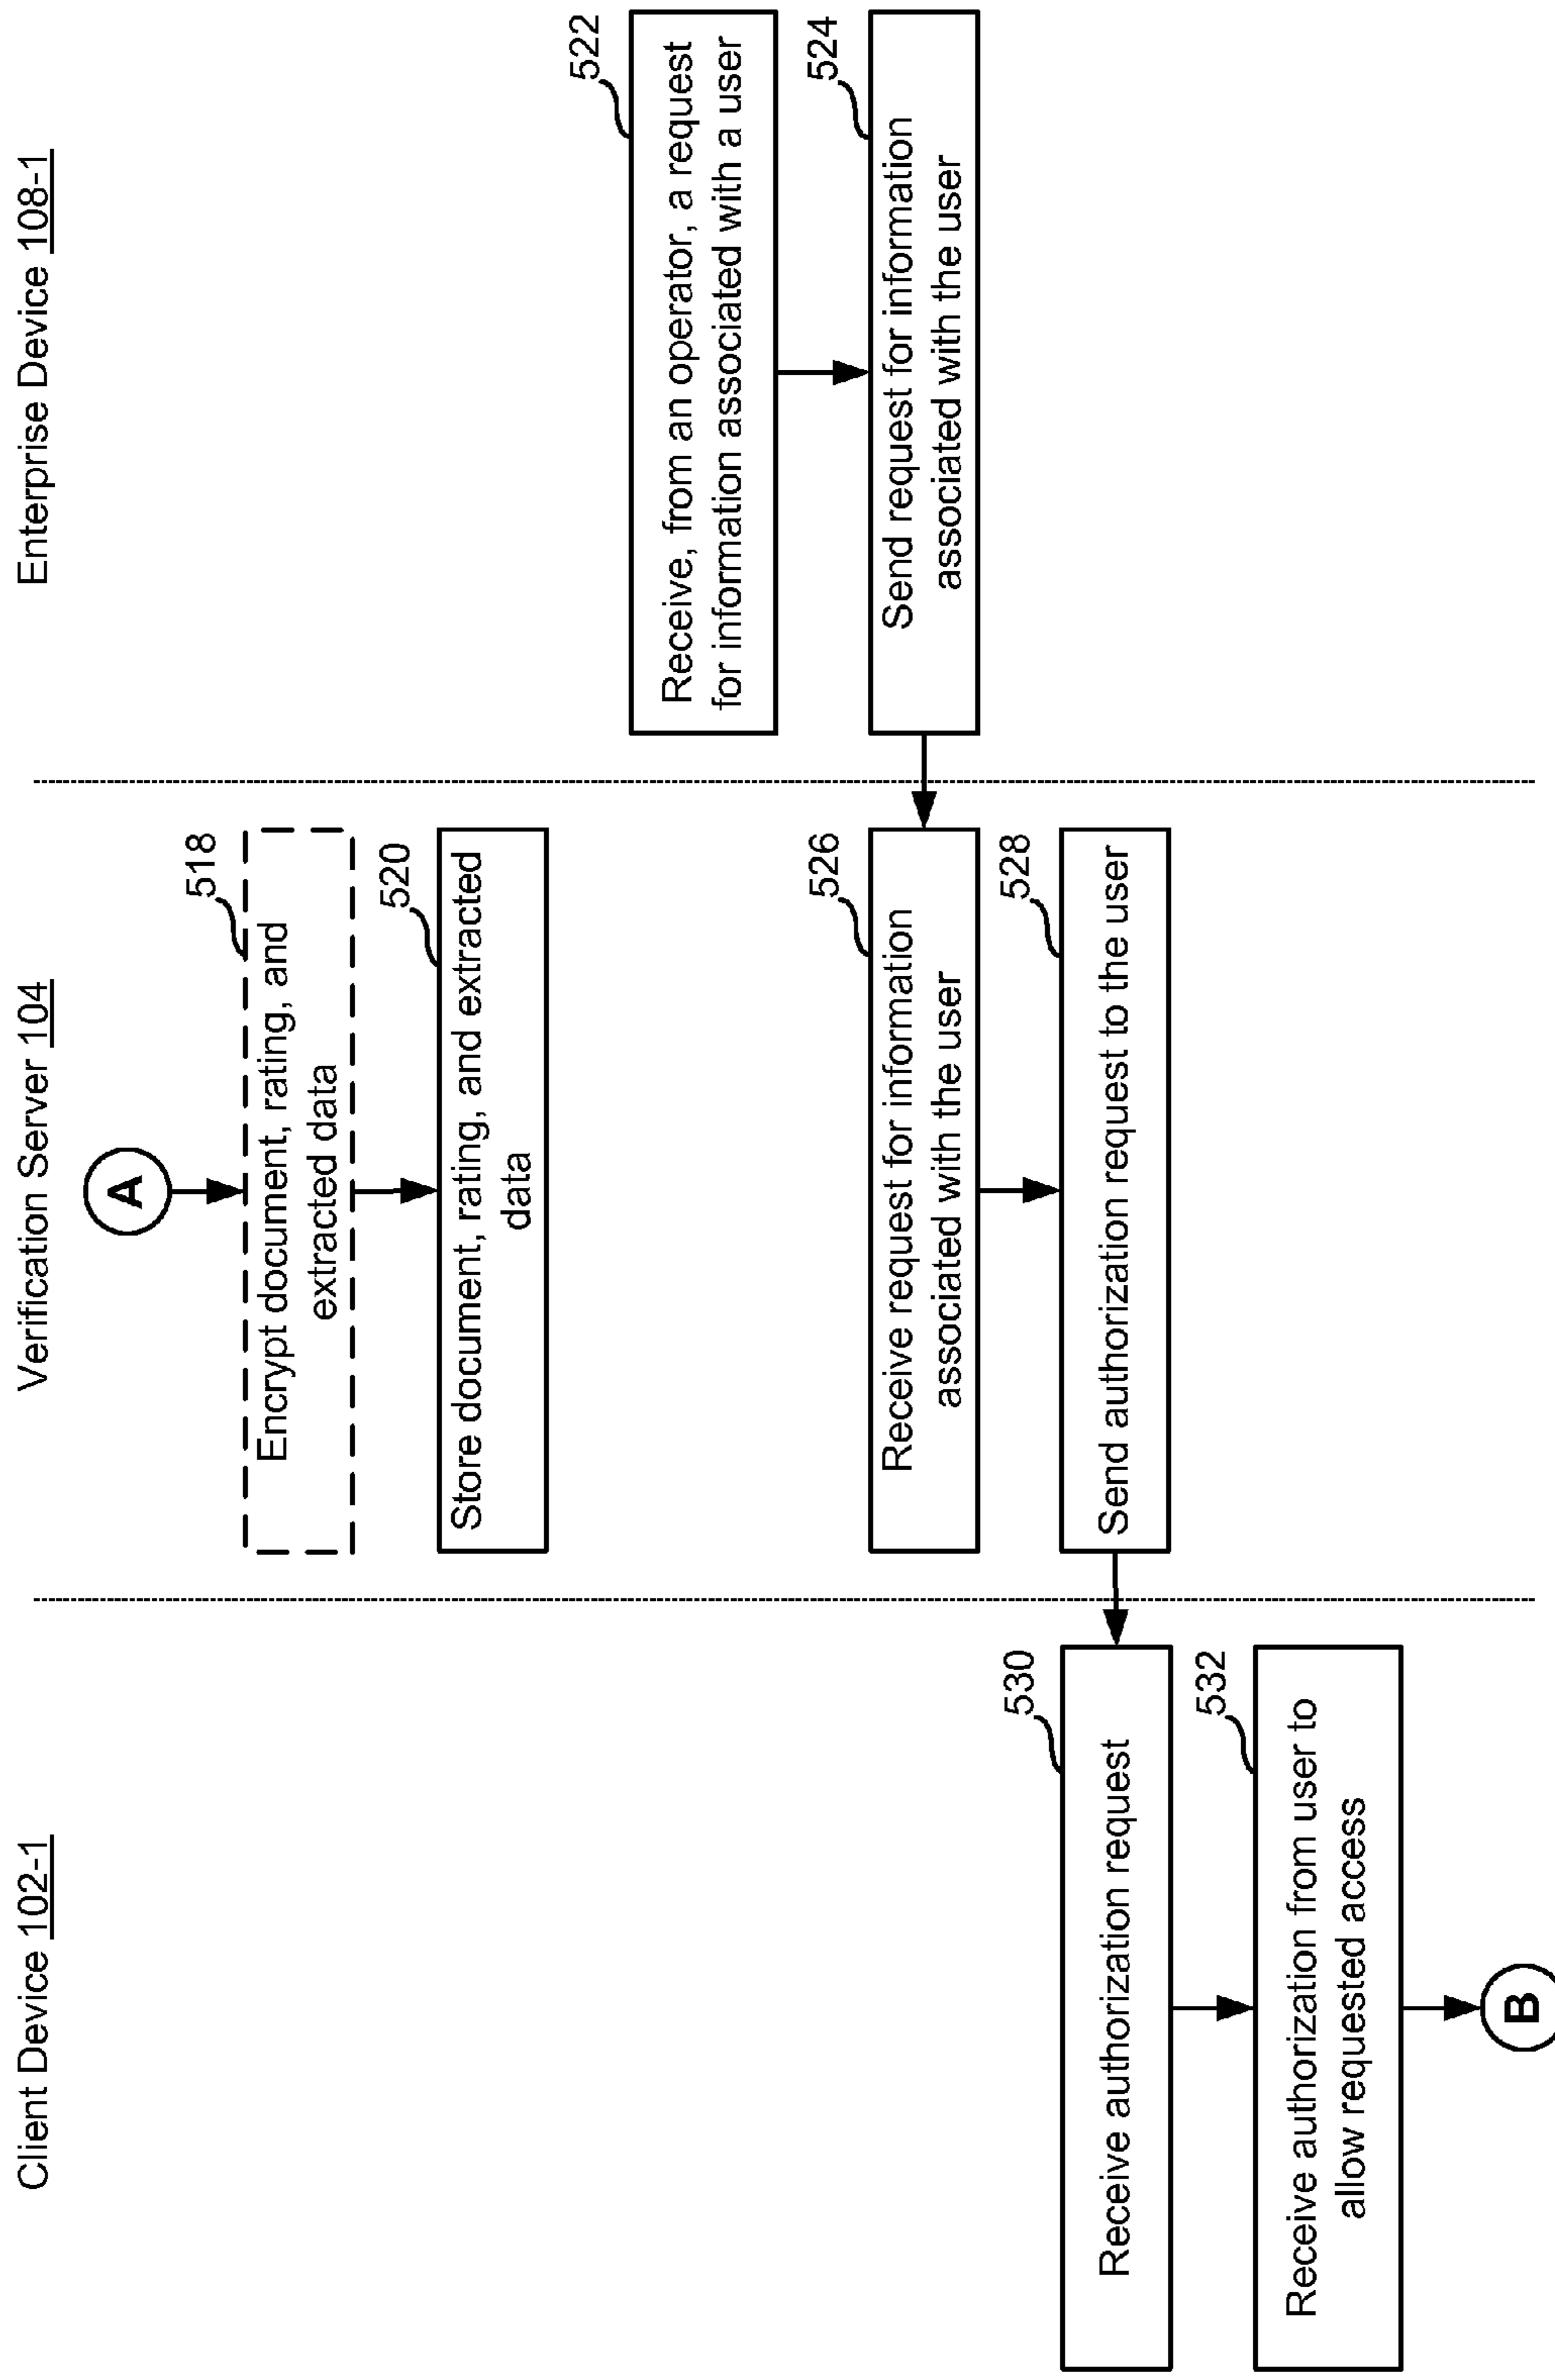 Client Device 102-1
Verification Server 104
Enterprise Device 108-1
A
518
Encrypt document, rating, and
extracted data
520
Store document, rating, and extracted
data
522
Receive, from an operator, a request
for information associated with a user
524
Send request for information
associated with the user
526
Receive request for information
associated with the user
528
Send authorization request to the user
530
Receive authorization request
532
Receive authorization from user to
allow requested access
B